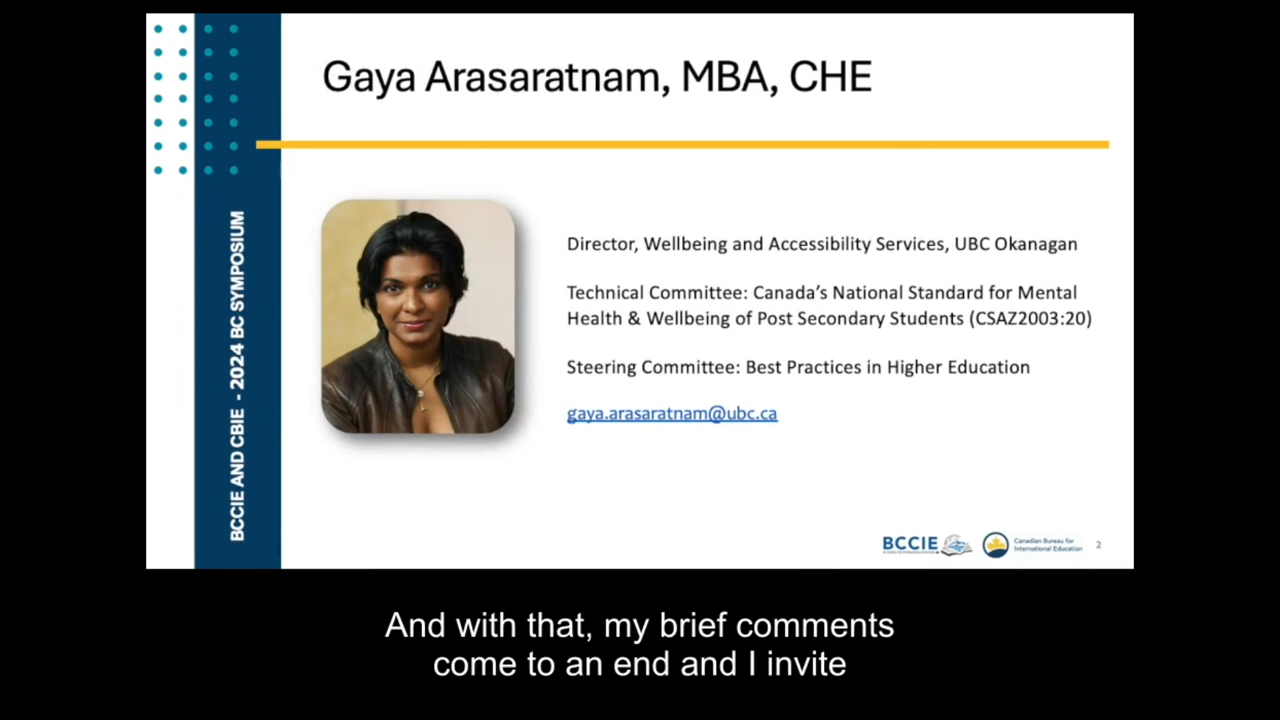 Gaya Arasaratnam, MBA, CHE
BCCIE AND CBIE - 2024 BC SYMPOSIUM
Director, Wellbeing and Accessibility Services, UBC Okanagan
Technical Committee: Canada’s National Standard for Mental
Health & Wellbeing of Post Secondary Students (CSAZ2003:20)
Steering Committee: Best Practices in Higher Education
gaya.arasaratnam@ubc.ca
BCCIE
Canadian Bureau for
International Education
2
And with that, my brief comments
come to an end and I invite